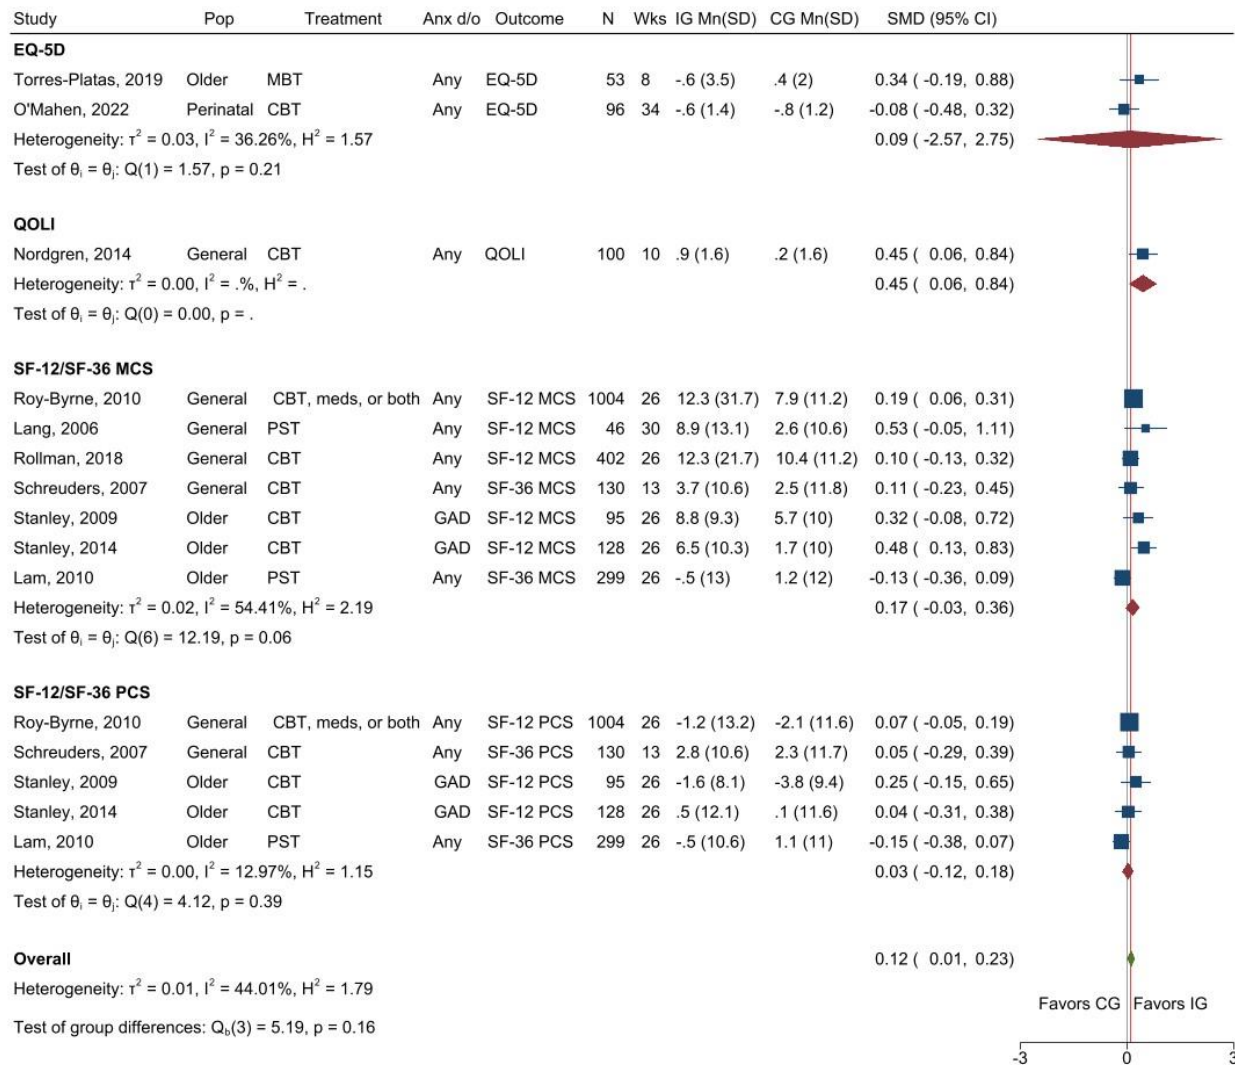 Study Pop Treatment Anx d/o Outcome N Wks IG Mn(SD) CG Mn(SD) SMD (95% CI)
EQ-5D
Torres-Platas, 2019 Older MBT Any EQ-5D 53 8 -.6 (3.5) .4 (2) 0.34 ( -0.19, 0.88)
O'Mahen, 2022 Perinatal CBT Any EQ-5D 96 34 -.6 (1.4) -.8 (1.2) -0.08 ( -0.48, 0.32)
Heterogeneity: τ² = 0.03, I² = 36.26%, H² = 1.57 0.09 ( -2.57, 2.75)
Test of θᵢ = θⱼ: Q(1) = 1.57, p = 0.21
QOLI
Nordgren, 2014 General CBT Any QOLI 100 10 .9 (1.6) .2 (1.6) 0.45 ( 0.06, 0.84)
Heterogeneity: τ² = 0.00, I² = .%, H² = . 0.45 ( 0.06, 0.84)
Test of θᵢ = θⱼ: Q(0) = 0.00, p = .
SF-12/SF-36 MCS
Roy-Byrne, 2010 General CBT, meds, or both Any SF-12 MCS 1004 26 12.3 (31.7) 7.9 (11.2) 0.19 ( 0.06, 0.31)
Lang, 2006 General PST Any SF-12 MCS 46 30 8.9 (13.1) 2.6 (10.6) 0.53 ( -0.05, 1.11)
Rollman, 2018 General CBT Any SF-12 MCS 402 26 12.3 (21.7) 10.4 (11.2) 0.10 ( -0.13, 0.32)
Schreuders, 2007 General CBT Any SF-36 MCS 130 13 3.7 (10.6) 2.5 (11.8) 0.11 ( -0.23, 0.45)
Stanley, 2009 Older CBT GAD SF-12 MCS 95 26 8.8 (9.3) 5.7 (10) 0.32 ( -0.08, 0.72)
Stanley, 2014 Older CBT GAD SF-12 MCS 128 26 6.5 (10.3) 1.7 (10) 0.48 ( 0.13, 0.83)
Lam, 2010 Older PST Any SF-36 MCS 299 26 -.5 (13) 1.2 (12) -0.13 ( -0.36, 0.09)
Heterogeneity: τ² = 0.02, I² = 54.41%, H² = 2.19 0.17 ( -0.03, 0.36)
Test of θᵢ = θⱼ: Q(6) = 12.19, p = 0.06
SF-12/SF-36 PCS
Roy-Byrne, 2010 General CBT, meds, or both Any SF-12 PCS 1004 26 -1.2 (13.2) -2.1 (11.6) 0.07 ( -0.05, 0.19)
Schreuders, 2007 General CBT Any SF-36 PCS 130 13 2.8 (10.6) 2.3 (11.7) 0.05 ( -0.29, 0.39)
Stanley, 2009 Older CBT GAD SF-12 PCS 95 26 -1.6 (8.1) -3.8 (9.4) 0.25 ( -0.15, 0.65)
Stanley, 2014 Older CBT GAD SF-12 PCS 128 26 .5 (12.1) .1 (11.6) 0.04 ( -0.31, 0.38)
Lam, 2010 Older PST Any SF-36 PCS 299 26 -.5 (10.6) 1.1 (11) -0.15 ( -0.38, 0.07)
Heterogeneity: τ² = 0.00, I² = 12.97%, H² = 1.15 0.03 ( -0.12, 0.18)
Test of θᵢ = θⱼ: Q(4) = 4.12, p = 0.39
Overall 0.12 ( 0.01, 0.23)
Heterogeneity: τ² = 0.01, I² = 44.01%, H² = 1.79
Favors CG Favors IG
Test of group differences: Q_b(3) = 5.19, p = 0.16
-3 0 3